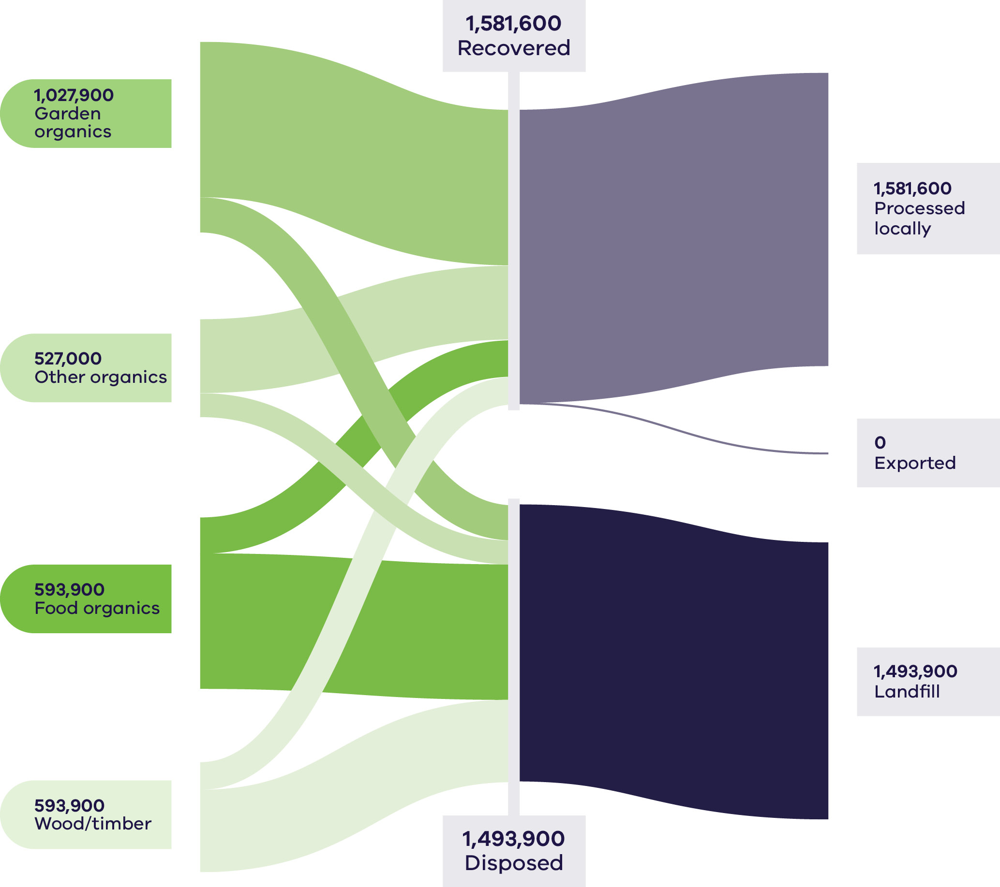 1,027,900
Garden
organics
527,000
Other organics
593,900
Food organics
593,900
Wood/timber
1,581,600
Recovered
1,493,900
Disposed
1,581,600
Processed
locally
0
Exported
1,493,900
Landfill